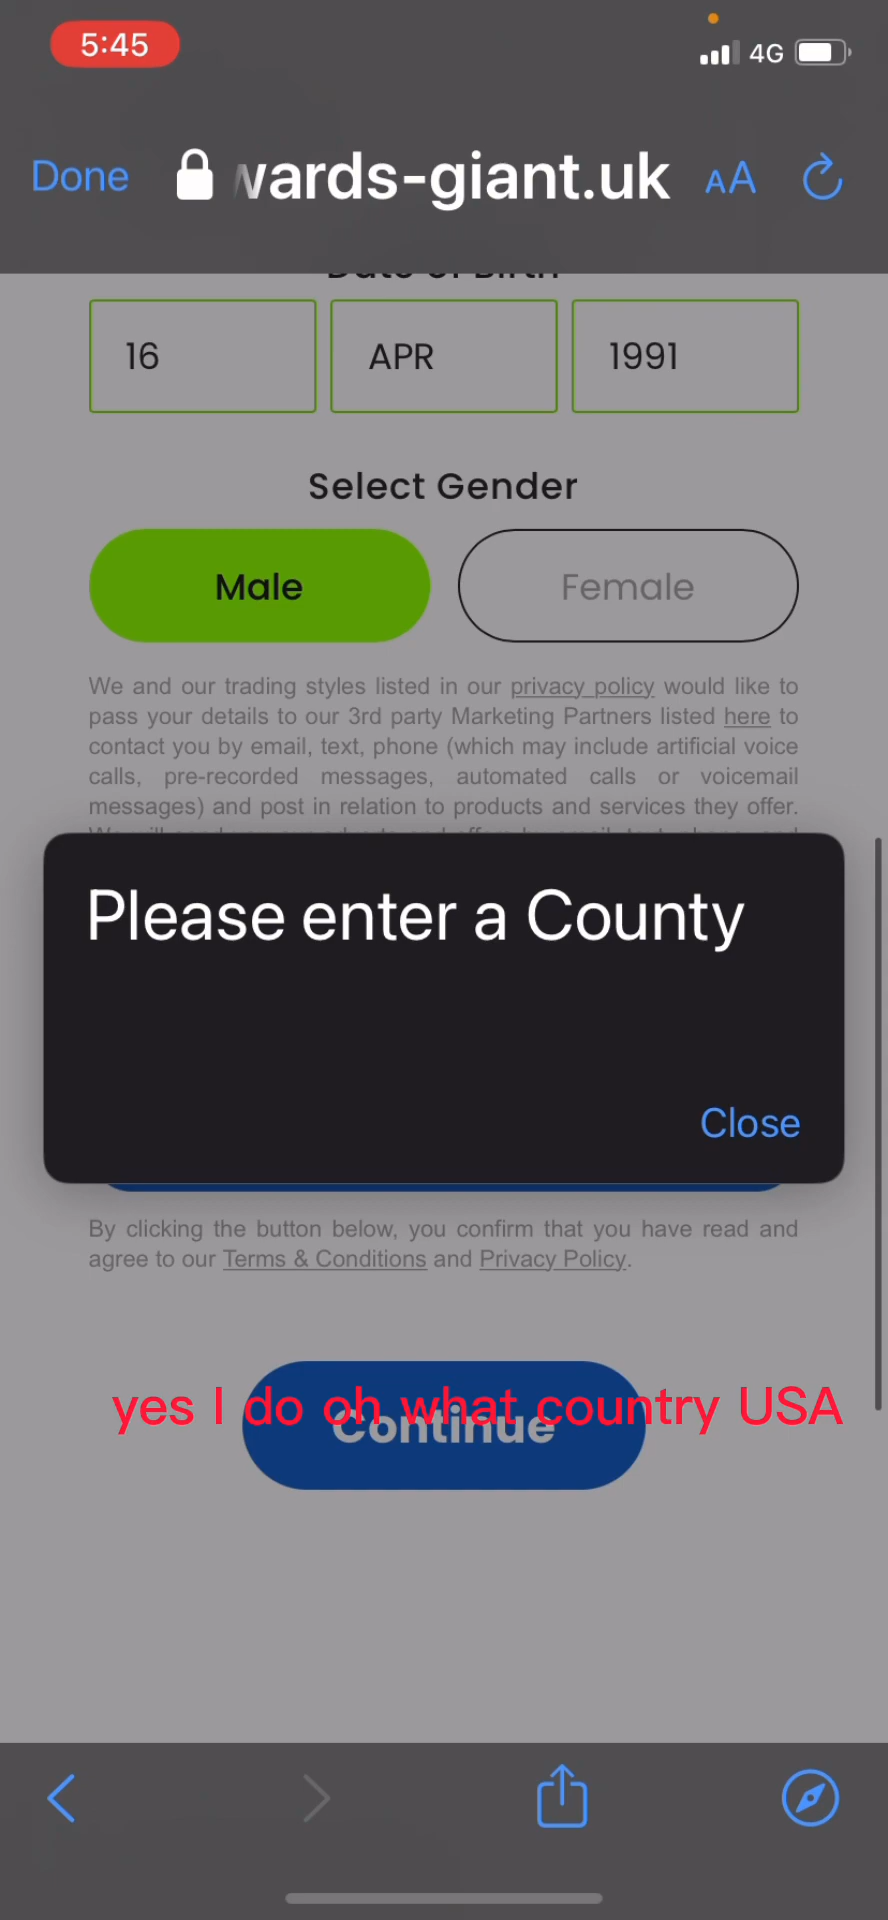 5:45
4G
Done
wards-giant.uk
AA
Date of Birth
16
APR
1991
Select Gender
Male
Female
We and our trading styles listed in our privacy policy would like to
pass your details to our 3rd party Marketing Partners listed here to
contact you by email, text, phone (which may include artificial voice
calls, pre-recorded messages, automated calls or voicemail
messages) and post in relation to products and services they offer.
Please enter a County
Close
By clicking the button below, you confirm that you have read and
agree to our Terms & Conditions and Privacy Policy.
yes I do oh what country USA
Continue